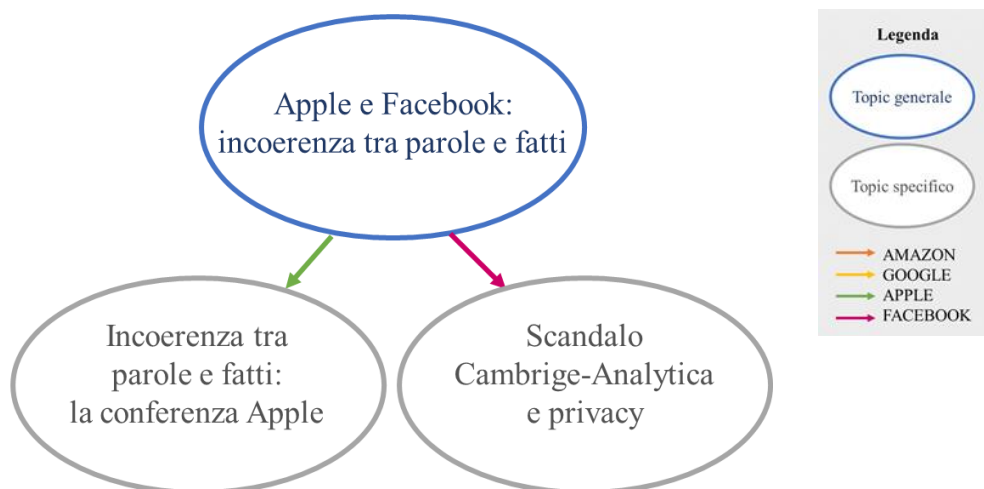 Apple e Facebook:
incoerenza tra parole e fatti
Incoerenza tra
parole e fatti:
la conferenza Apple
Scandalo
Cambrige-Analytica
e privacy
Legenda
Topic generale
Topic specifico
AMAZON
GOOGLE
APPLE
FACEBOOK